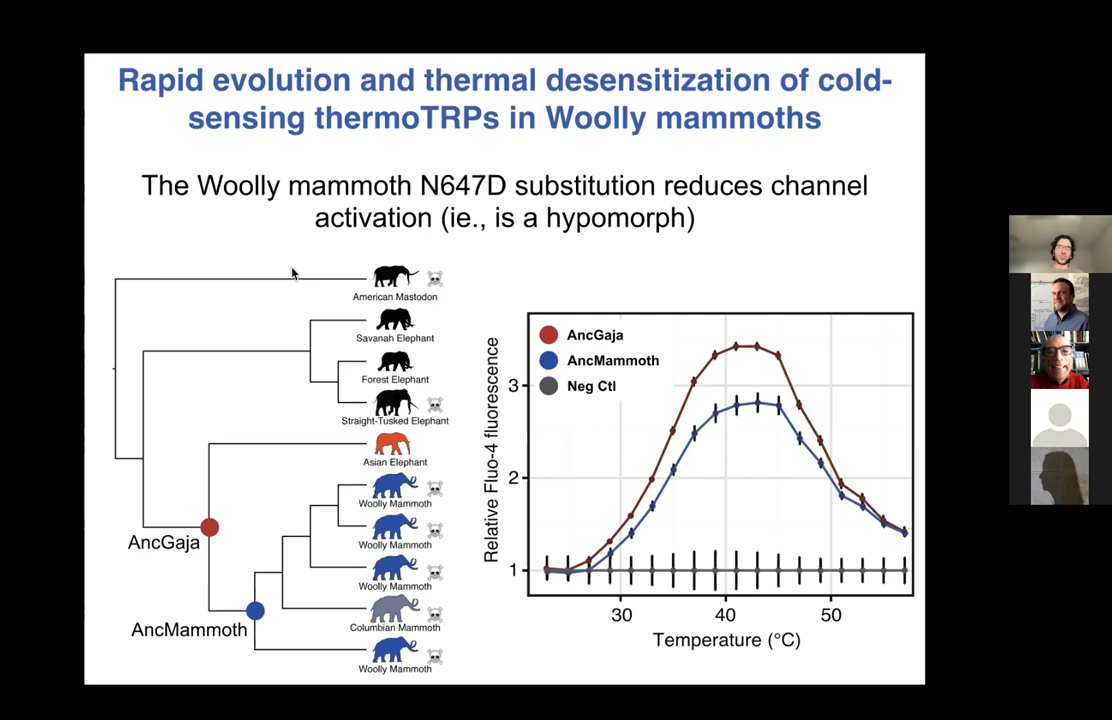 Rapid evolution and thermal desensitization of cold-
sensing thermoTRPs in Woolly mammoths
The Woolly mammoth N647D substitution reduces channel
activation (ie., is a hypomorph)
American Mastodon
Savanah Elephant
Forest Elephant
Straight-Tusked Elephant
Asian Elephant
Woolly Mammoth
Woolly Mammoth
Woolly Mammoth
Columbian Mammoth
Woolly Mammoth
AncGaja
AncMammoth
AncGaja
AncMammoth
Neg Ctl
Relative Fluo-4 fluorescence
3
2
1
30
40
50
Temperature (°C)